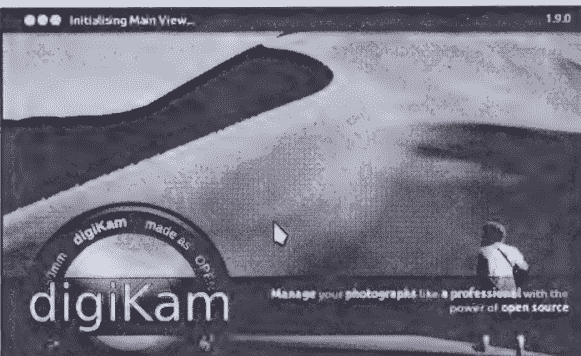 Initialising Main View...
1.9.0
digiKam made as OPE
digiKam
Manage your photographs like a professional with the
power of open source